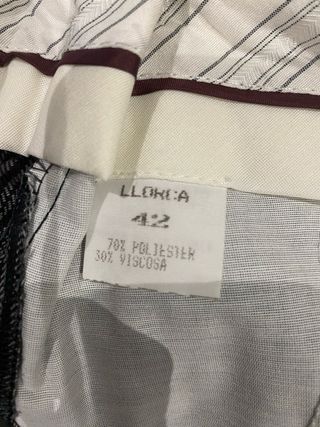 LLORCA
42
70% POLIESTER
30% VISCOSA